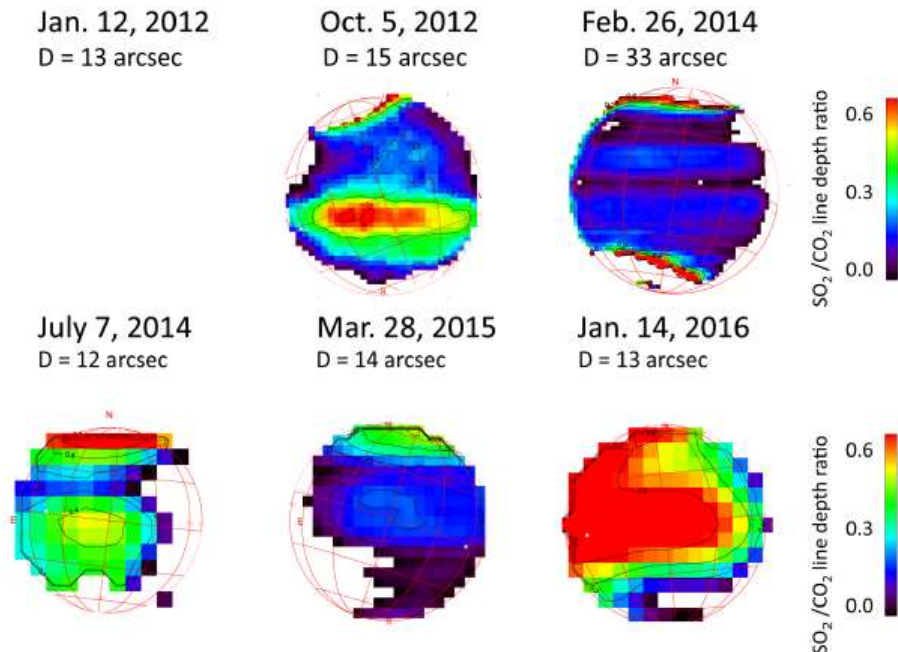 Jan. 12, 2012
D = 13 arcsec
Oct. 5, 2012
D = 15 arcsec
Feb. 26, 2014
D = 33 arcsec
N
SO2/CO2 line depth ratio
0.6
0.3
0.0
July 7, 2014
D = 12 arcsec
Mar. 28, 2015
D = 14 arcsec
Jan. 14, 2016
D = 13 arcsec
N
SO2/CO2 line depth ratio
0.6
0.3
0.0